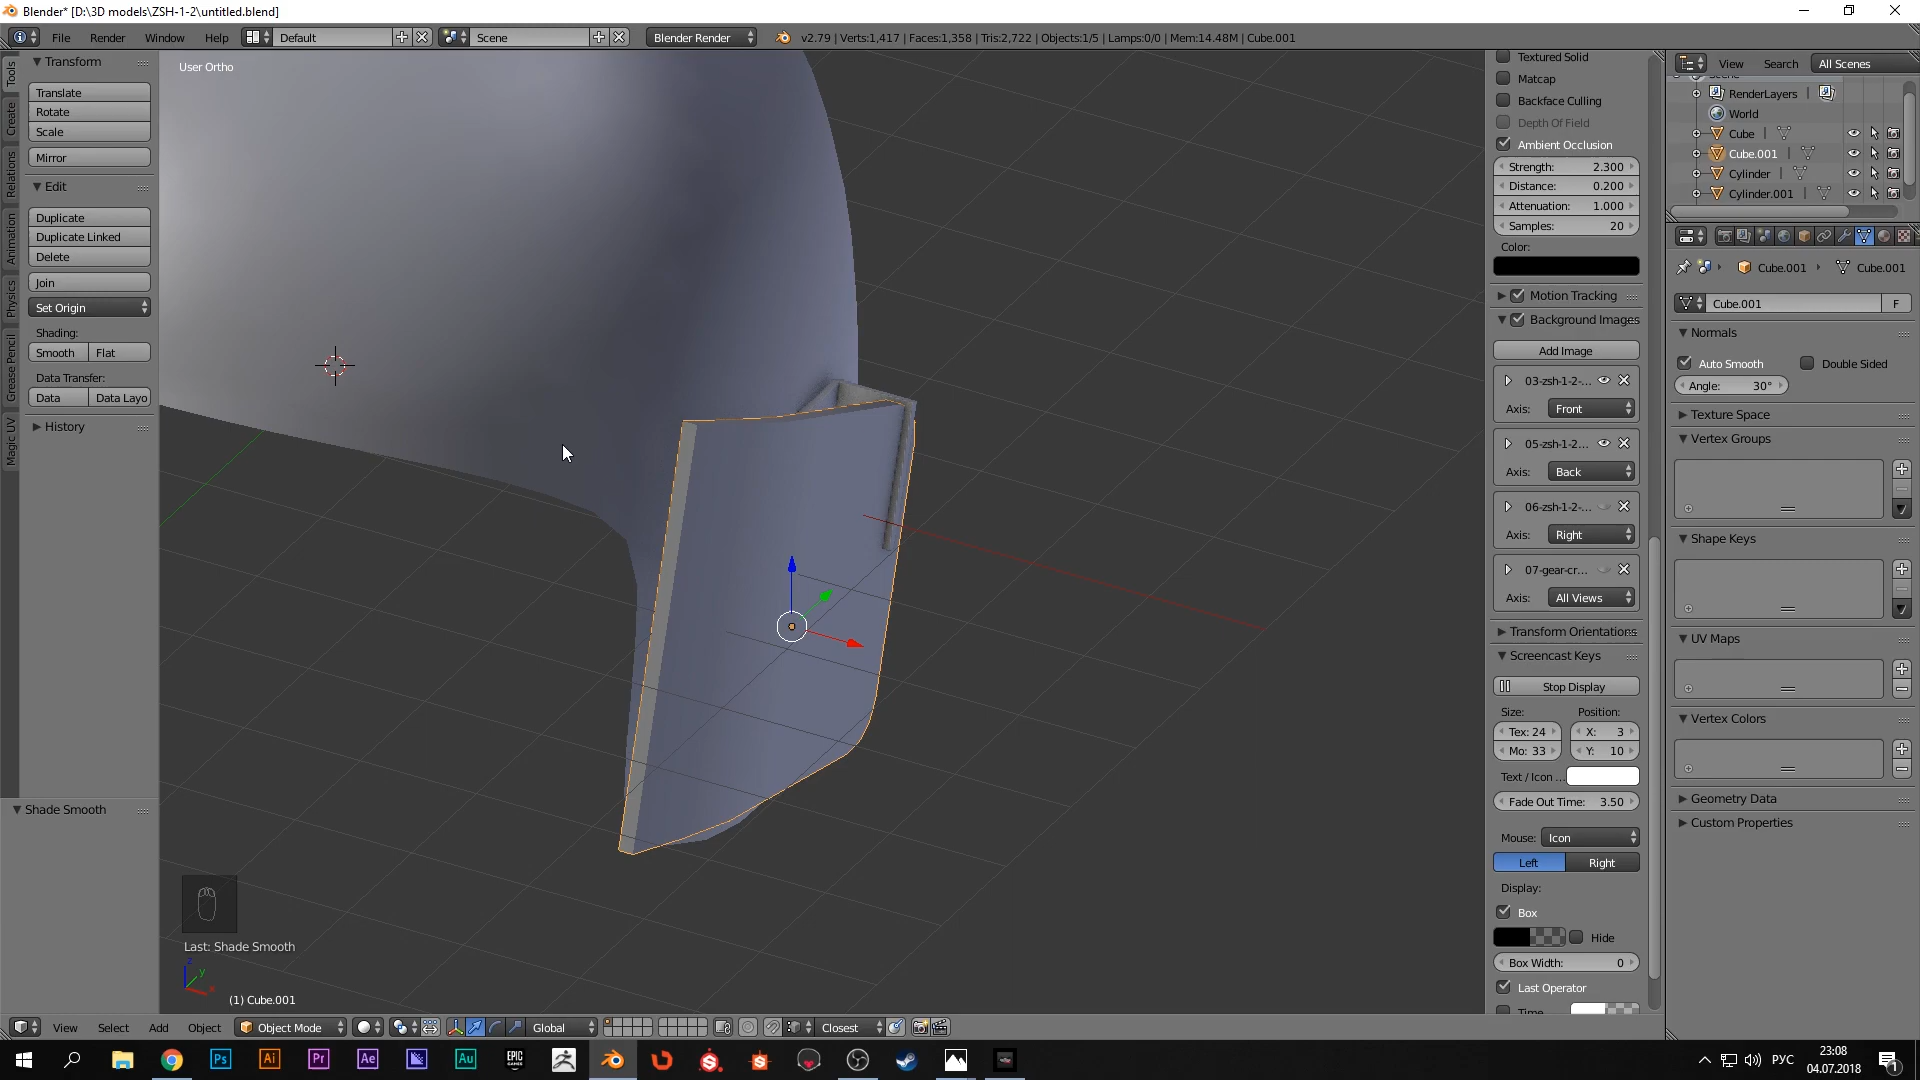 Blender* [D:\3D models\ZSH-1-2\untitled.blend]
File Render Window Help Default Scene Blender Render v2.79 | Verts:1,417 | Faces:1,358 | Tris:2,722 | Objects:1/5 | Lamps:0/0 | Mem:14.48M | Cube.001
Tools
Create
Relations
Animation
Physics
Grease Pencil
Magic UV
Transform
Translate
Rotate
Scale
Mirror
Edit
Duplicate
Duplicate Linked
Delete
Join
Set Origin
Shading:
Smooth Flat
Data Transfer:
Data Data Layo
History
Shade Smooth
User Ortho
Last: Shade Smooth
z
y
x
(1) Cube.001
Textured Solid
Matcap
Backface Culling
Depth Of Field
Ambient Occlusion
Strength: 2.300
Distance: 0.200
Attenuation: 1.000
Samples: 20
Color:
Motion Tracking
Background Images
Add Image
03-zsh-1-2-...
Axis: Front
05-zsh-1-2...
Axis: Back
06-zsh-1-2-...
Axis: Right
07-gear-cr...
Axis: All Views
Transform Orientations
Screencast Keys
Stop Display
Size: Position:
Tex: 24 X: 3
Mo: 33 Y: 10
Text / Icon ...
Fade Out Time: 3.50
Mouse: Icon
Left Right
Display:
Box
Hide
Box Width: 0
Last Operator
Time
View Search All Scenes
Scene
RenderLayers |
World
Cube |
Cube.001 |
Cylinder |
Cylinder.001 |
Cube.001 Cube.001
Cube.001 F
Normals
Auto Smooth Double Sided
Angle: 30°
Texture Space
Vertex Groups
Shape Keys
UV Maps
Vertex Colors
Geometry Data
Custom Properties
View Select Add Object Object Mode Global Closest
Ps Ai Pr Ae Au EPIC GAMES
РУС
23:08
04.07.2018
1